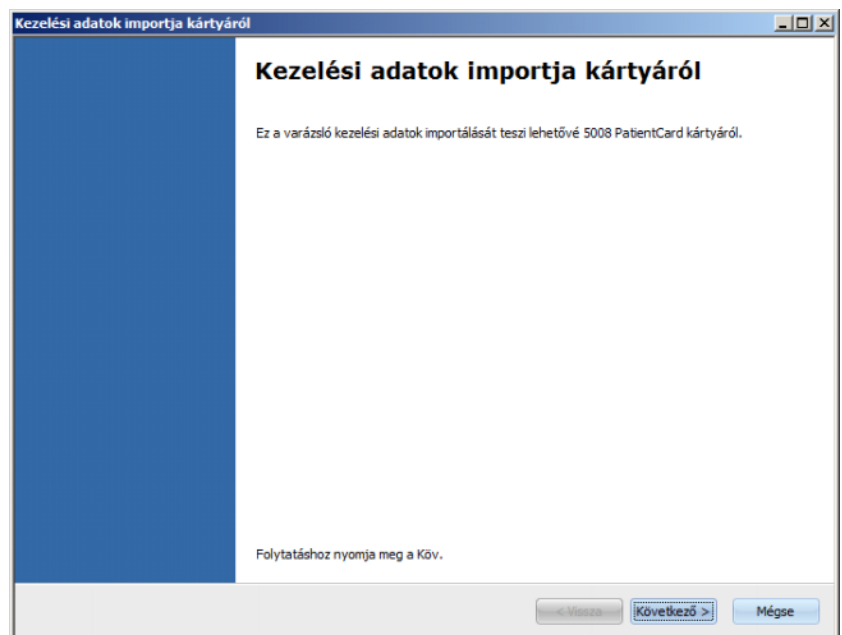 Kezelési adatok importja kártyáról
Kezelési adatok importja kártyáról
Ez a varázsló kezelési adatok importálását teszi lehetővé 5008 PatientCard kártyáról.
Folytatáshoz nyomja meg a Köv.
< Vissza
Következő >
Mégse